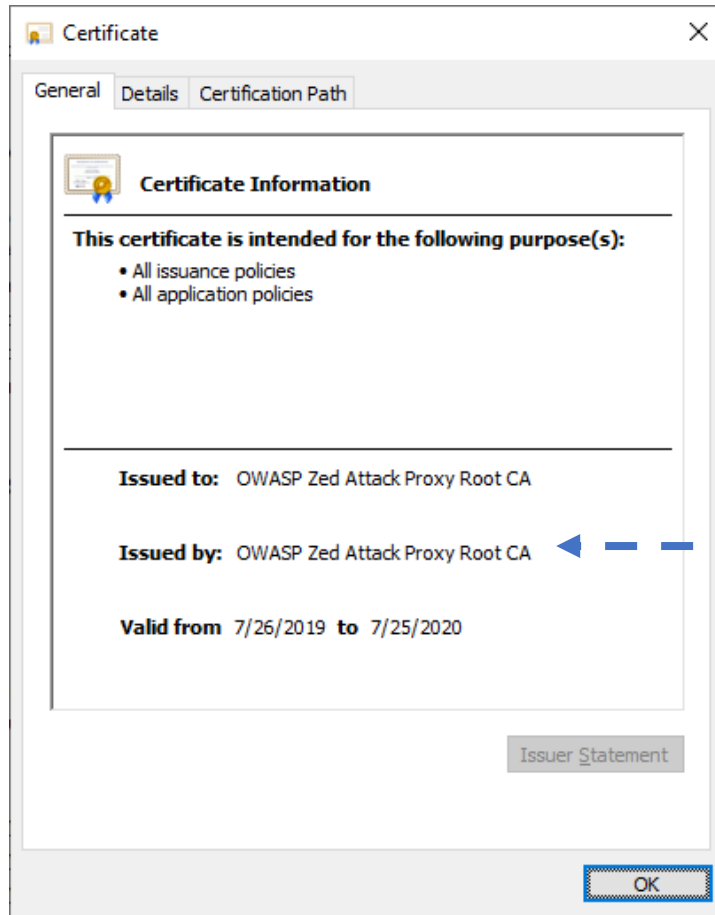 Certificate
General Details Certification Path
Certificate Information
This certificate is intended for the following purpose(s):
• All issuance policies
• All application policies
Issued to: OWASP Zed Attack Proxy Root CA
Issued by: OWASP Zed Attack Proxy Root CA
Valid from 7/26/2019 to 7/25/2020
Issuer Statement
OK